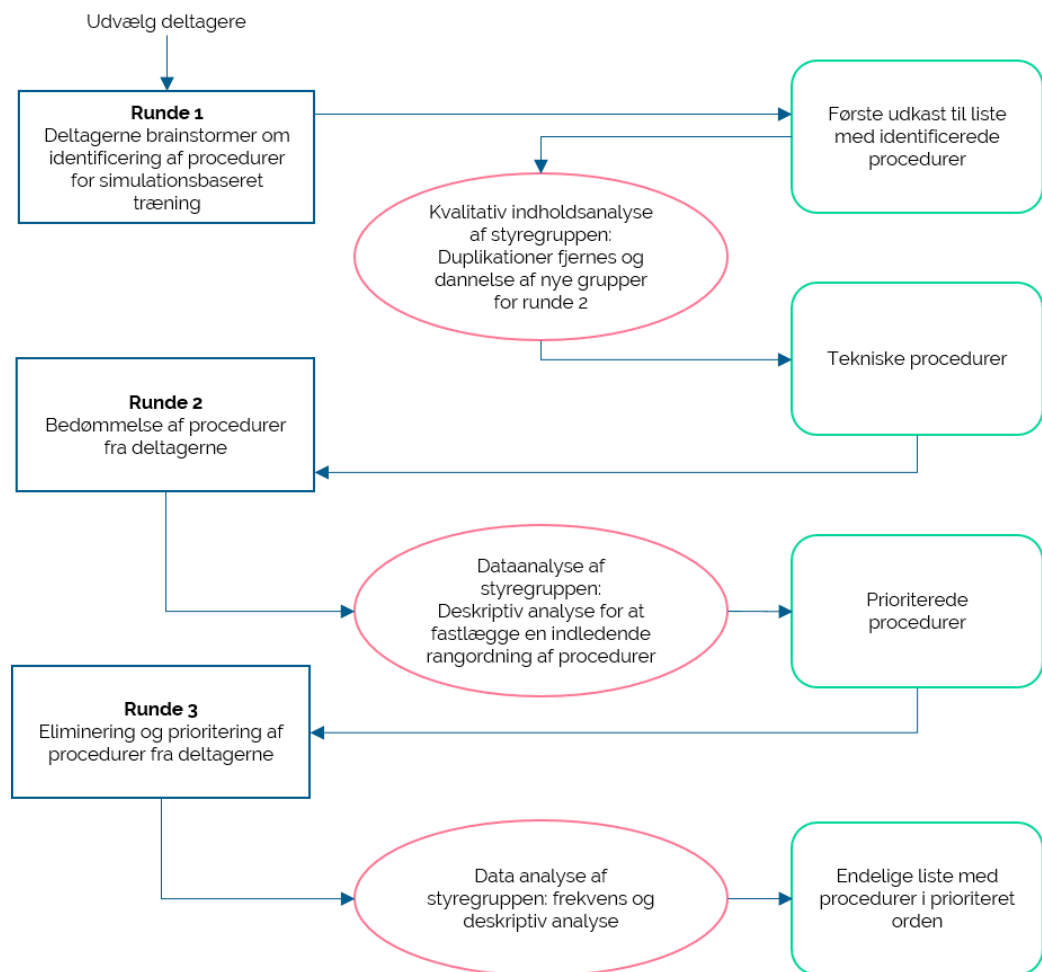 Udvælg deltagere
Runde 1
Deltagerne brainstormer om
identificering af procedurer
for simulationsbaseret
træning
Første udkast til liste
med identificerede
procedurer
Kvalitativ indholdsanalyse
af styregruppen:
Duplikationer fjernes og
dannelse af nye grupper
for runde 2
Tekniske procedurer
Runde 2
Bedømmelse af procedurer
fra deltagerne
Dataanalyse af
styregruppen:
Deskriptiv analyse for at
fastlægge en indledende
rangordning af procedurer
Prioriterede
procedurer
Runde 3
Eliminering og prioritering af
procedurer fra deltagerne
Data analyse af
styregruppen: frekvens og
deskriptiv analyse
Endelige liste med
procedurer i prioriteret
orden